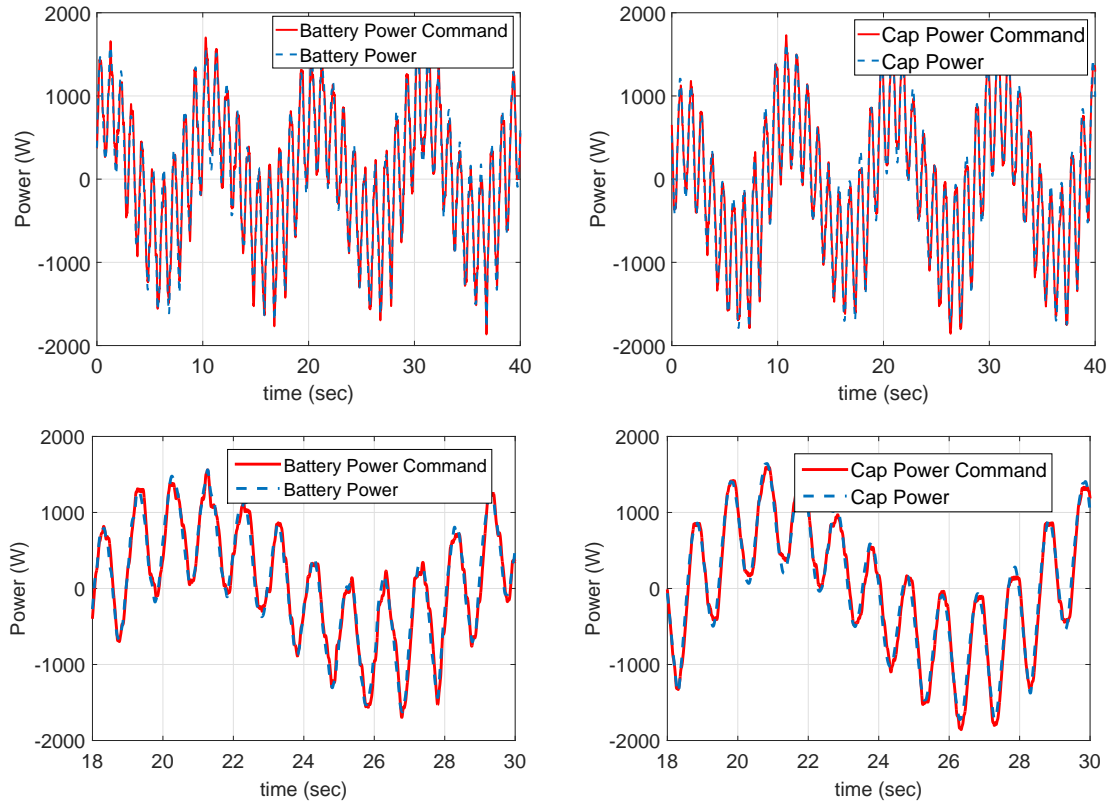 2000
1000
0
-1000
-2000
Power (W)
Battery Power Command
Battery Power
0
10
20
30
40
time (sec)
2000
1000
0
-1000
-2000
Power (W)
Cap Power Command
Cap Power
0
10
20
30
40
time (sec)
2000
1000
0
-1000
-2000
Power (W)
Battery Power Command
Battery Power
18
20
22
24
26
28
30
time (sec)
2000
1000
0
-1000
-2000
Power (W)
Cap Power Command
Cap Power
18
20
22
24
26
28
30
time (sec)